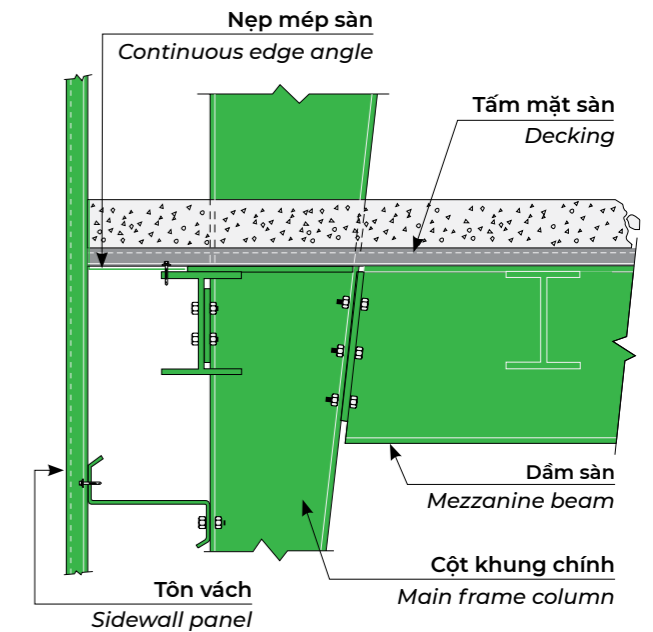 Nẹp mép sàn
Continuous edge angle
Tấm mặt sàn
Decking
Dầm sàn
Mezzanine beam
Cột khung chính
Main frame column
Tôn vách
Sidewall panel